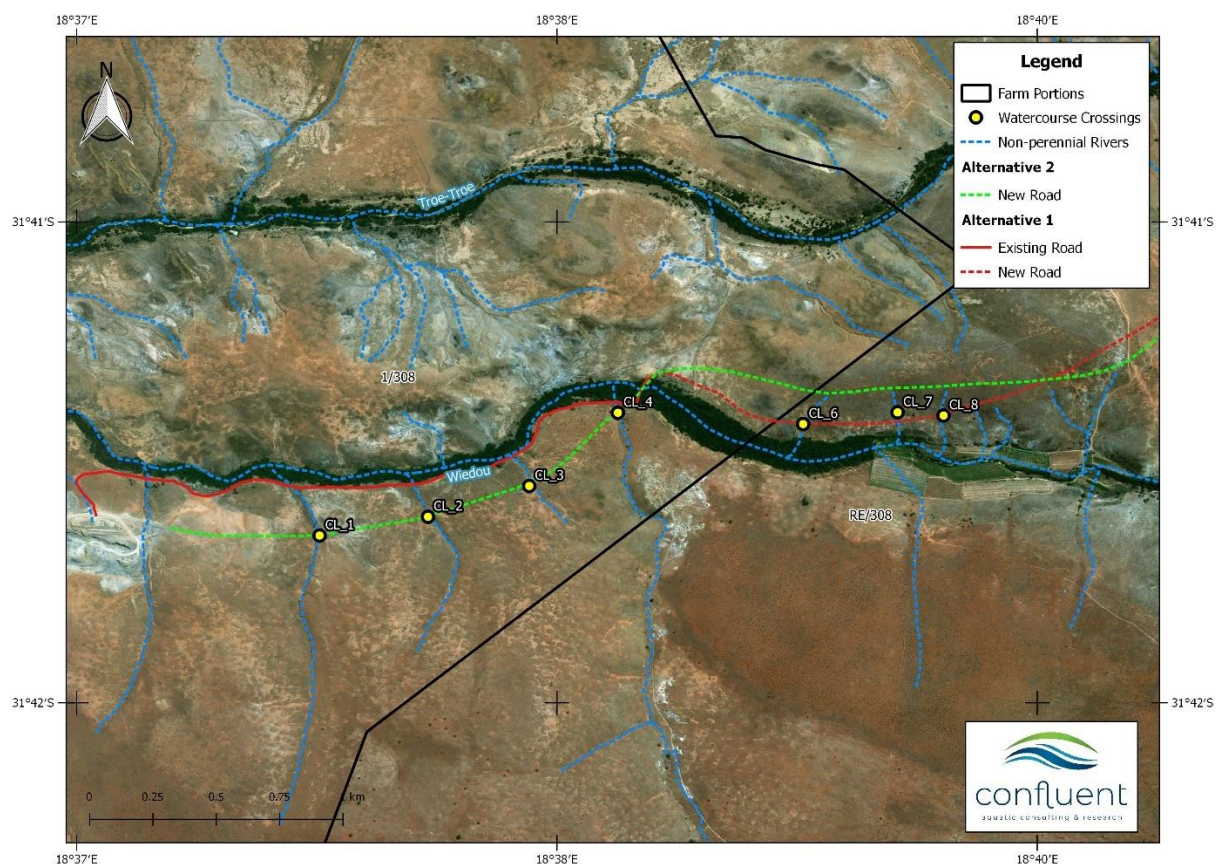 18°37'E
18°38'E
18°40'E
N
Legend
Farm Portions
Watercourse Crossings
Non-perennial Rivers
Alternative 2
New Road
Alternative 1
Existing Road
New Road
Troe-Troe
31°41'S
31°41'S
1/308
CL_4
CL_6
CL_7
CL_8
Wiedou
CL_3
CL_2
CL_1
RE/308
31°42'S
31°42'S
0 0.25 0.5 0.75 1 km
confluent
aquatic consulting & research
18°37'E
18°38'E
18°40'E